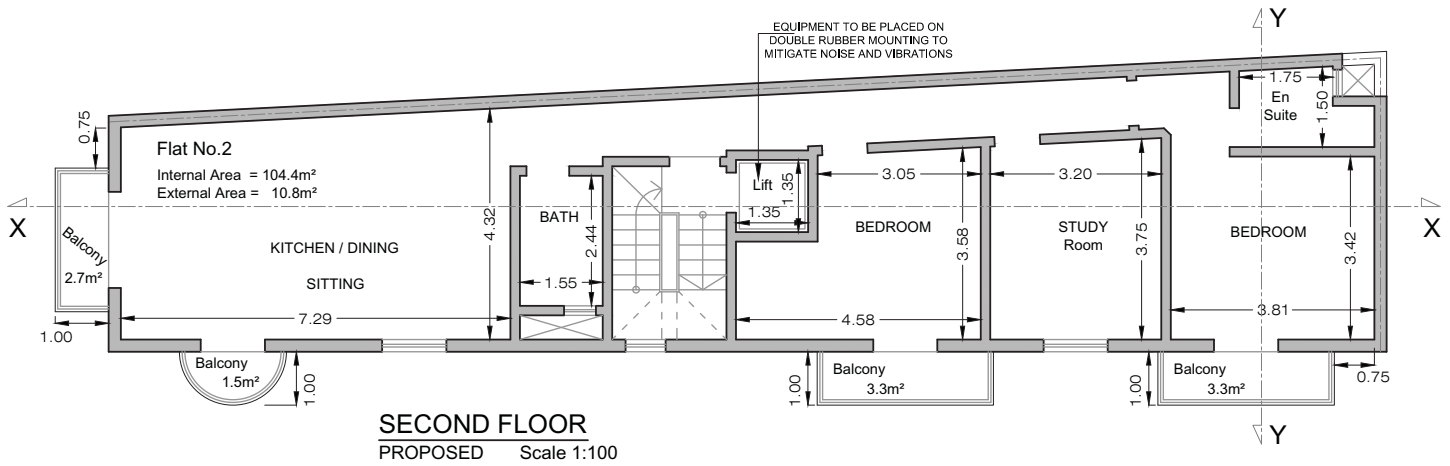 EQUIPMENT TO BE PLACED ON
DOUBLE RUBBER MOUNTING TO
MITIGATE NOISE AND VIBRATIONS
Y
1.75
En
Suite
1.50
0.75
Flat No.2
Internal Area = 104.4m²
External Area = 10.8m²
4.32
Lift
1.35
1.35
3.05
3.20
X
X
BATH
2.44
1.55
BEDROOM
3.58
STUDY
Room
3.75
BEDROOM
3.42
Balcony
2.7m²
KITCHEN / DINING
SITTING
7.29
4.58
3.81
1.00
Balcony
1.5m²
1.00
1.00
Balcony
3.3m²
1.00
Balcony
3.3m²
0.75
SECOND FLOOR
PROPOSED Scale 1:100
Y